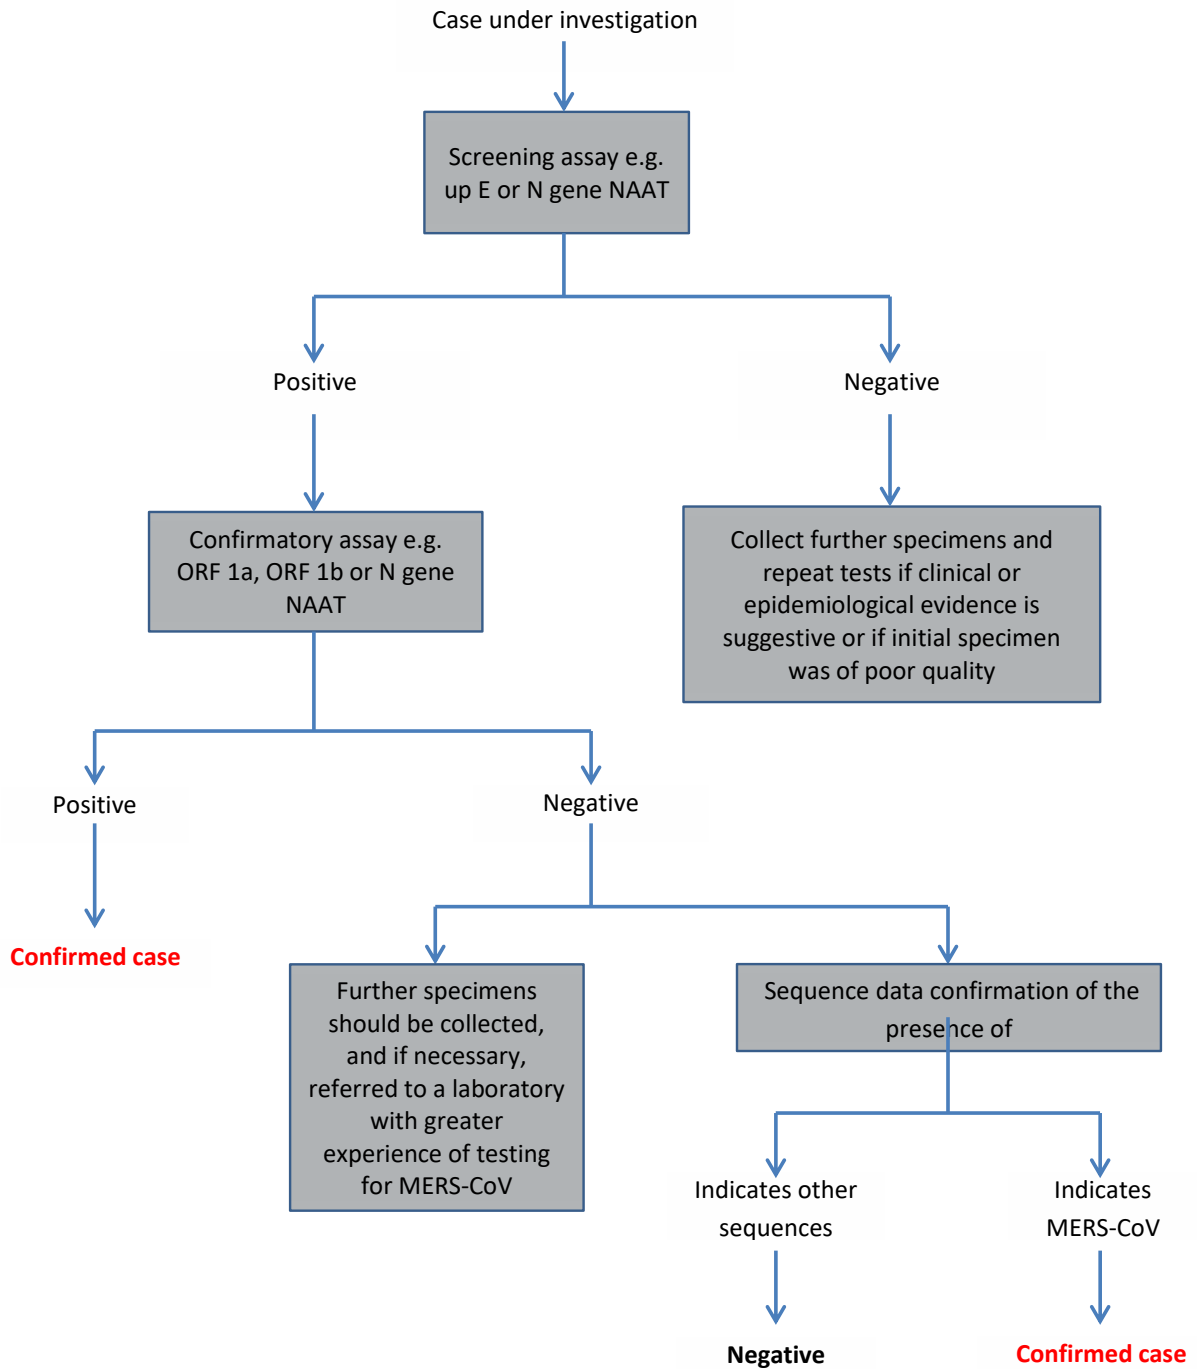 Case under investigation
Screening assay e.g.
up E or N gene NAAT
Positive
Negative
Confirmatory assay e.g.
ORF 1a, ORF 1b or N gene
NAAT
Collect further specimens and
repeat tests if clinical or
epidemiological evidence is
suggestive or if initial specimen
was of poor quality
Positive
Negative
Confirmed case
Further specimens
should be collected,
and if necessary,
referred to a laboratory
with greater
experience of testing
for MERS-CoV
Sequence data confirmation of the
presence of
Indicates other
sequences
Indicates
MERS-CoV
Negative
Confirmed case